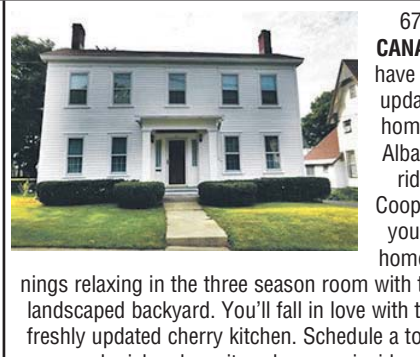 67
CANA
have
upda
hom
Alba
rid
Coop
you
home
nings relaxing in the three season room with
landscaped backyard. You'll fall in love with t
freshly updated cherry kitchen. Schedule a to